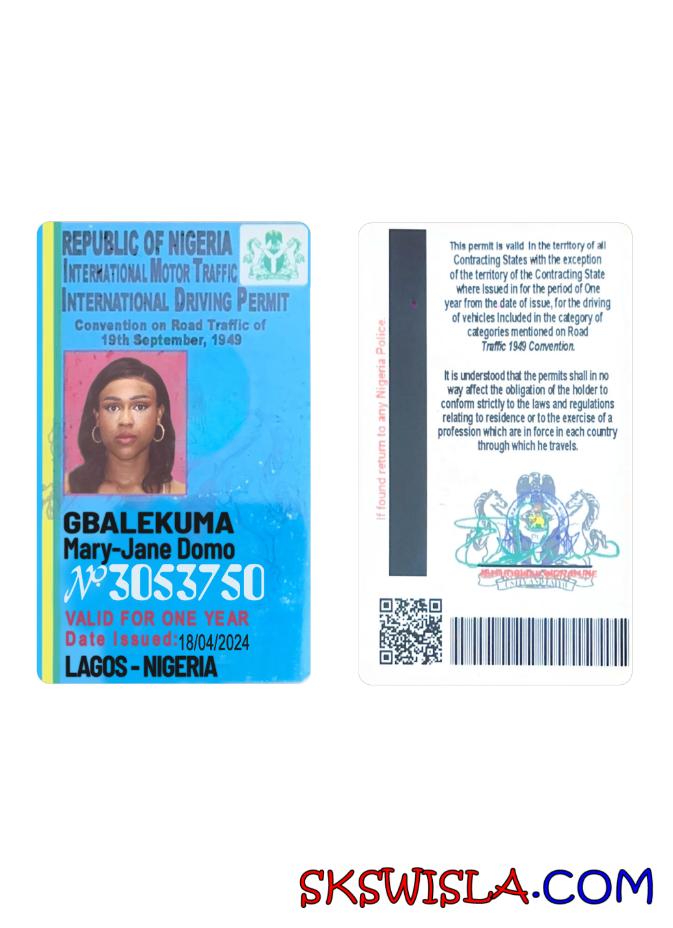 REPUBLIC OF NIGERIA
INTERNATIONAL MOTOR TRAFFIC
INTERNATIONAL DRIVING PERMIT
Convention on Road Traffic of
19th September, 1949
GBALEKUMA
Mary-Jane Domo
Nº 3053750
VALID FOR ONE YEAR
Date Issued:18/04/2024
LAGOS - NIGERIA
If found return to any Nigeria Police
This permit is valid In the territory of all
Contracting States with the exception
of the territory of the Contracting State
where Issued in for the period of One
year from the date of issue, for the driving
of vehicles Included in the category of
categories mentioned on Road
Traffic 1949 Convention.
It is understood that the permits shall in no
way affect the obligation of the holder to
conform strictly to the laws and regulations
relating to residence or to the exercise of a
profession which are in force in each country
through which he travels.
SKSWISLA.COM